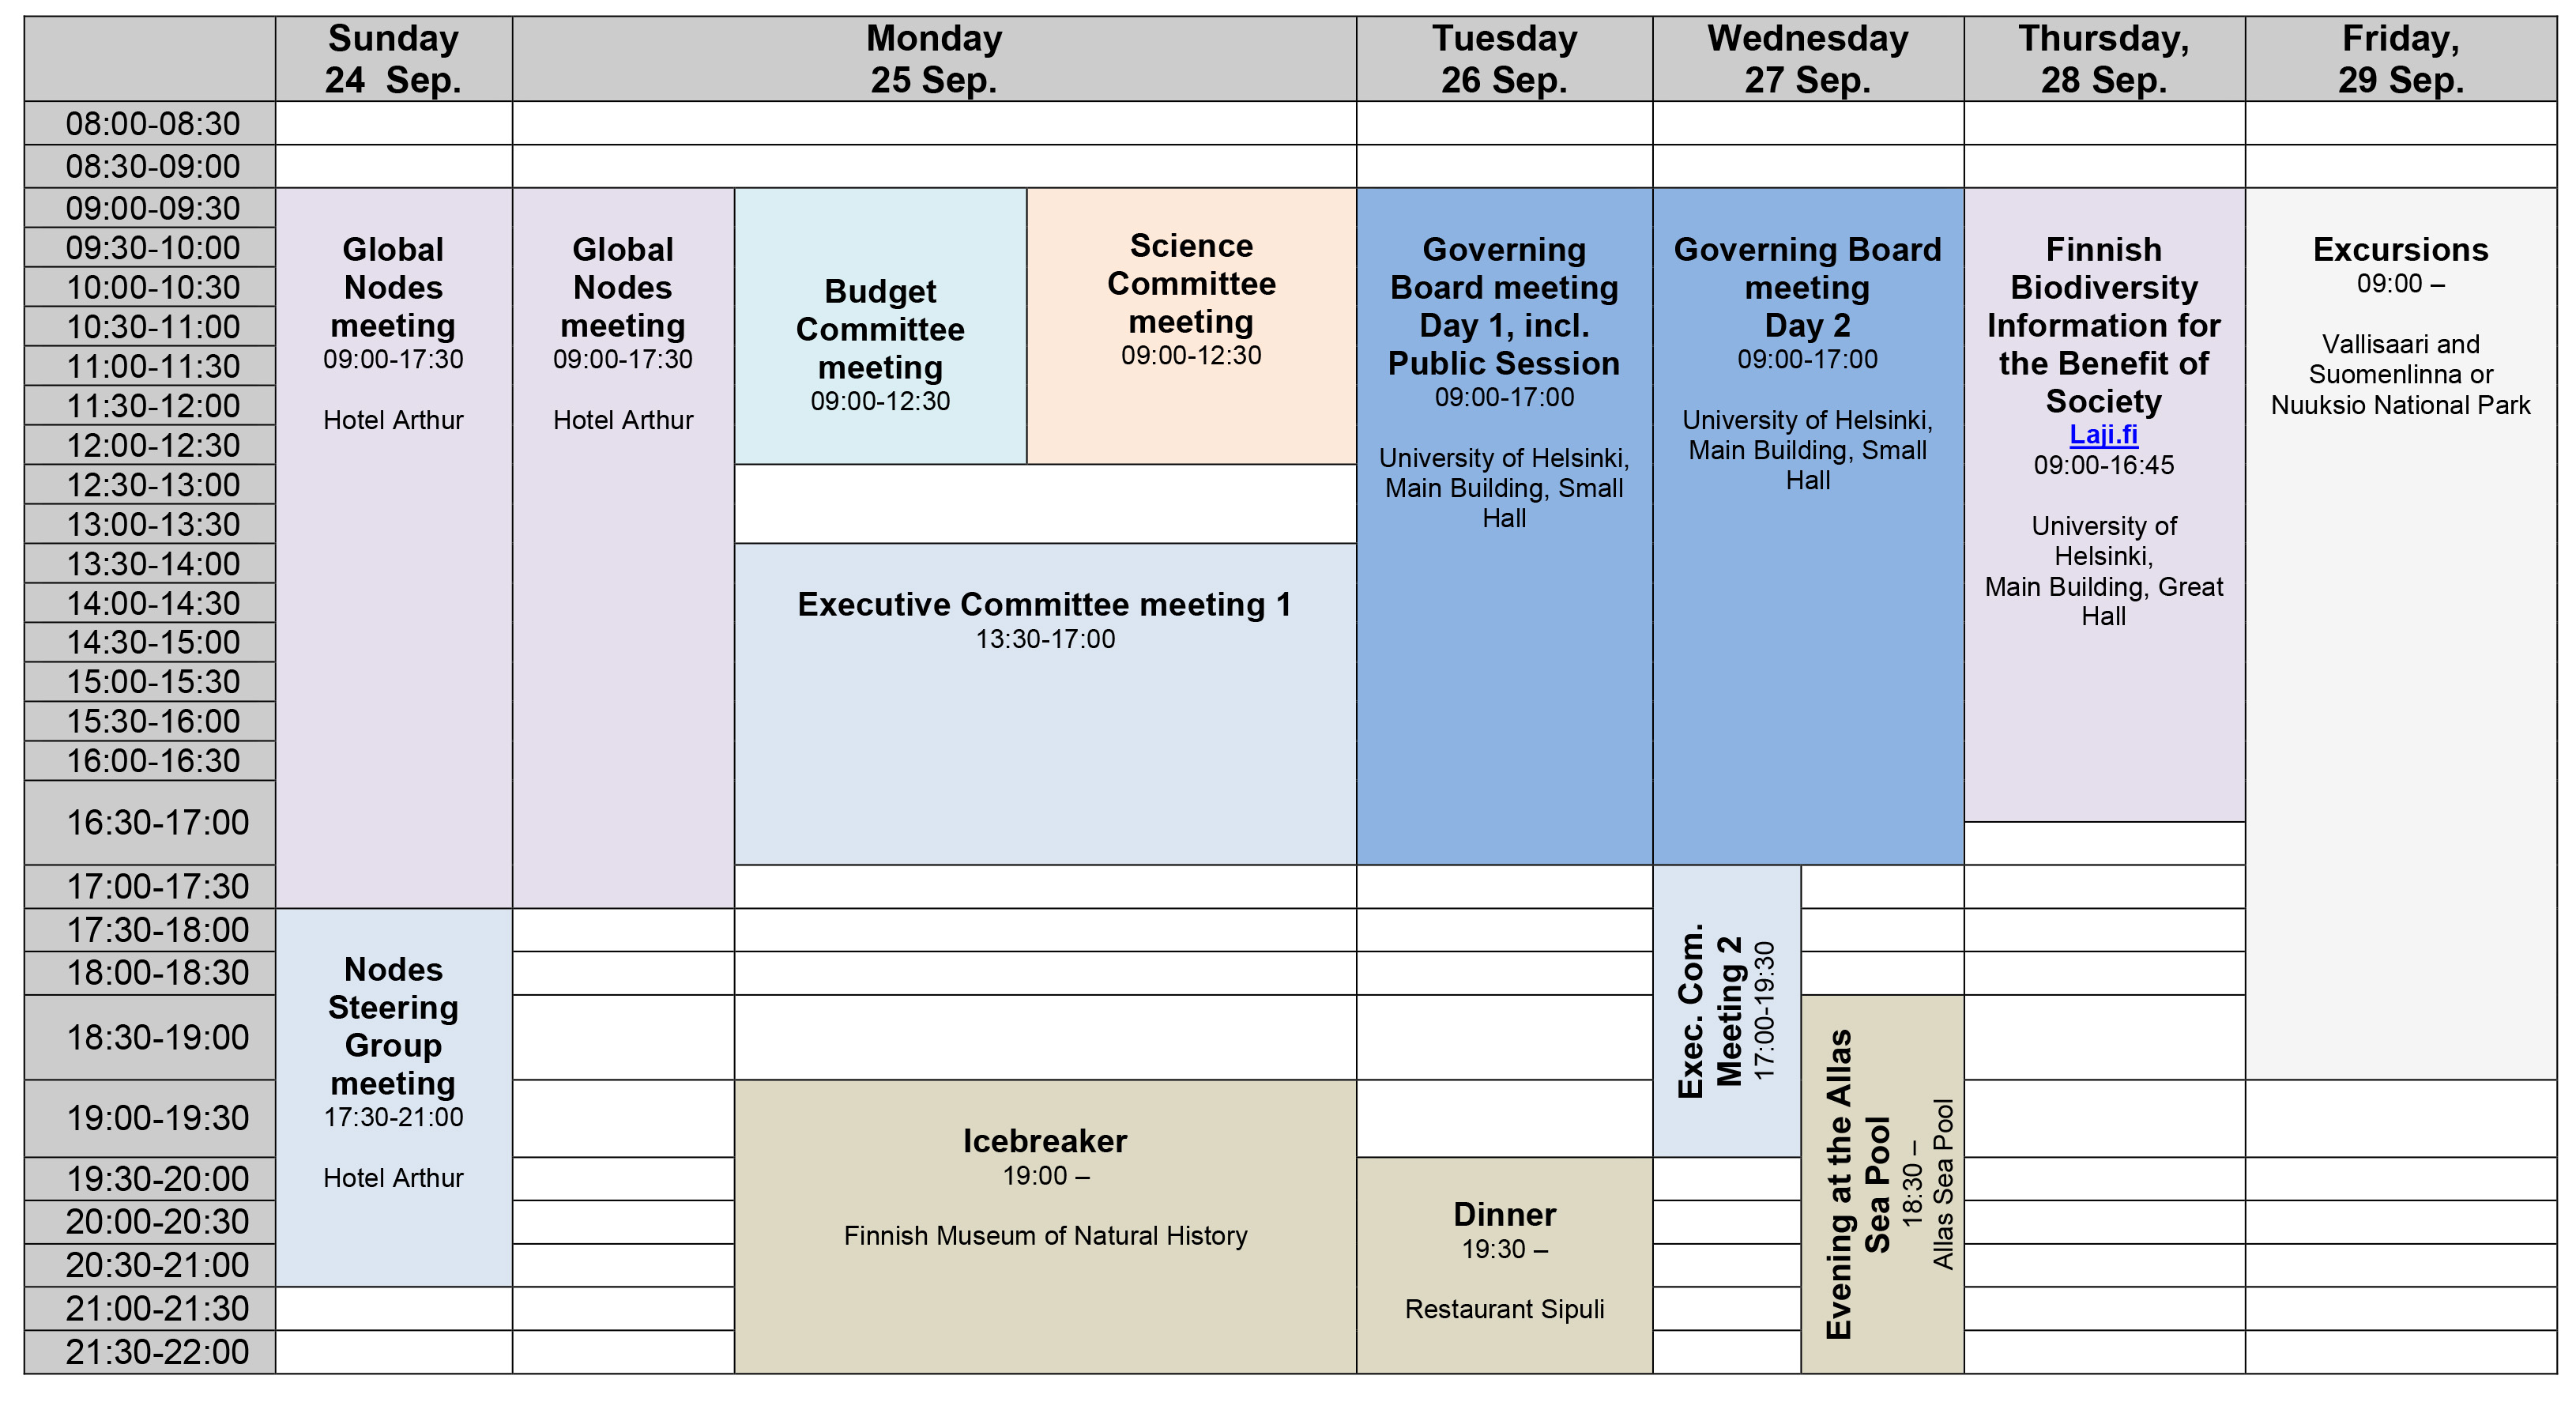 Sunday
24  Sep.
Monday
25 Sep.
Tuesday
26 Sep.
Wednesday
27 Sep.
Thursday,
28 Sep.
Friday,
29 Sep.
08:00-08:30
08:30-09:00
09:00-09:30
09:30-10:00
10:00-10:30
10:30-11:00
11:00-11:30
11:30-12:00
12:00-12:30
12:30-13:00
13:00-13:30
13:30-14:00
14:00-14:30
14:30-15:00
15:00-15:30
15:30-16:00
16:00-16:30
16:30-17:00
17:00-17:30
17:30-18:00
18:00-18:30
18:30-19:00
19:00-19:30
19:30-20:00
20:00-20:30
20:30-21:00
21:00-21:30
21:30-22:00
Global
Nodes
meeting
09:00-17:30
Hotel Arthur
Nodes
Steering
Group
meeting
17:30-21:00
Hotel Arthur
Global
Nodes
meeting
09:00-17:30
Hotel Arthur
Budget
Committee
meeting
09:00-12:30
Science
Committee
meeting
09:00-12:30
Executive Committee meeting 1
13:30-17:00
Icebreaker
19:00 –
Finnish Museum of Natural History
Governing
Board meeting
Day 1, incl.
Public Session
09:00-17:00
University of Helsinki,
Main Building, Small
Hall
Dinner
19:30 –
Restaurant Sipuli
Governing Board
meeting
Day 2
09:00-17:00
University of Helsinki,
Main Building, Small
Hall
Exec. Com.
Meeting 2
17:00-19:30
Evening at the Allas
Sea Pool
18:30 –
Allas Sea Pool
Finnish
Biodiversity
Information for
the Benefit of
Society
Laji.fi
09:00-16:45
University of
Helsinki,
Main Building, Great
Hall
Excursions
09:00 –
Vallisaari and
Suomenlinna or
Nuuksio National Park